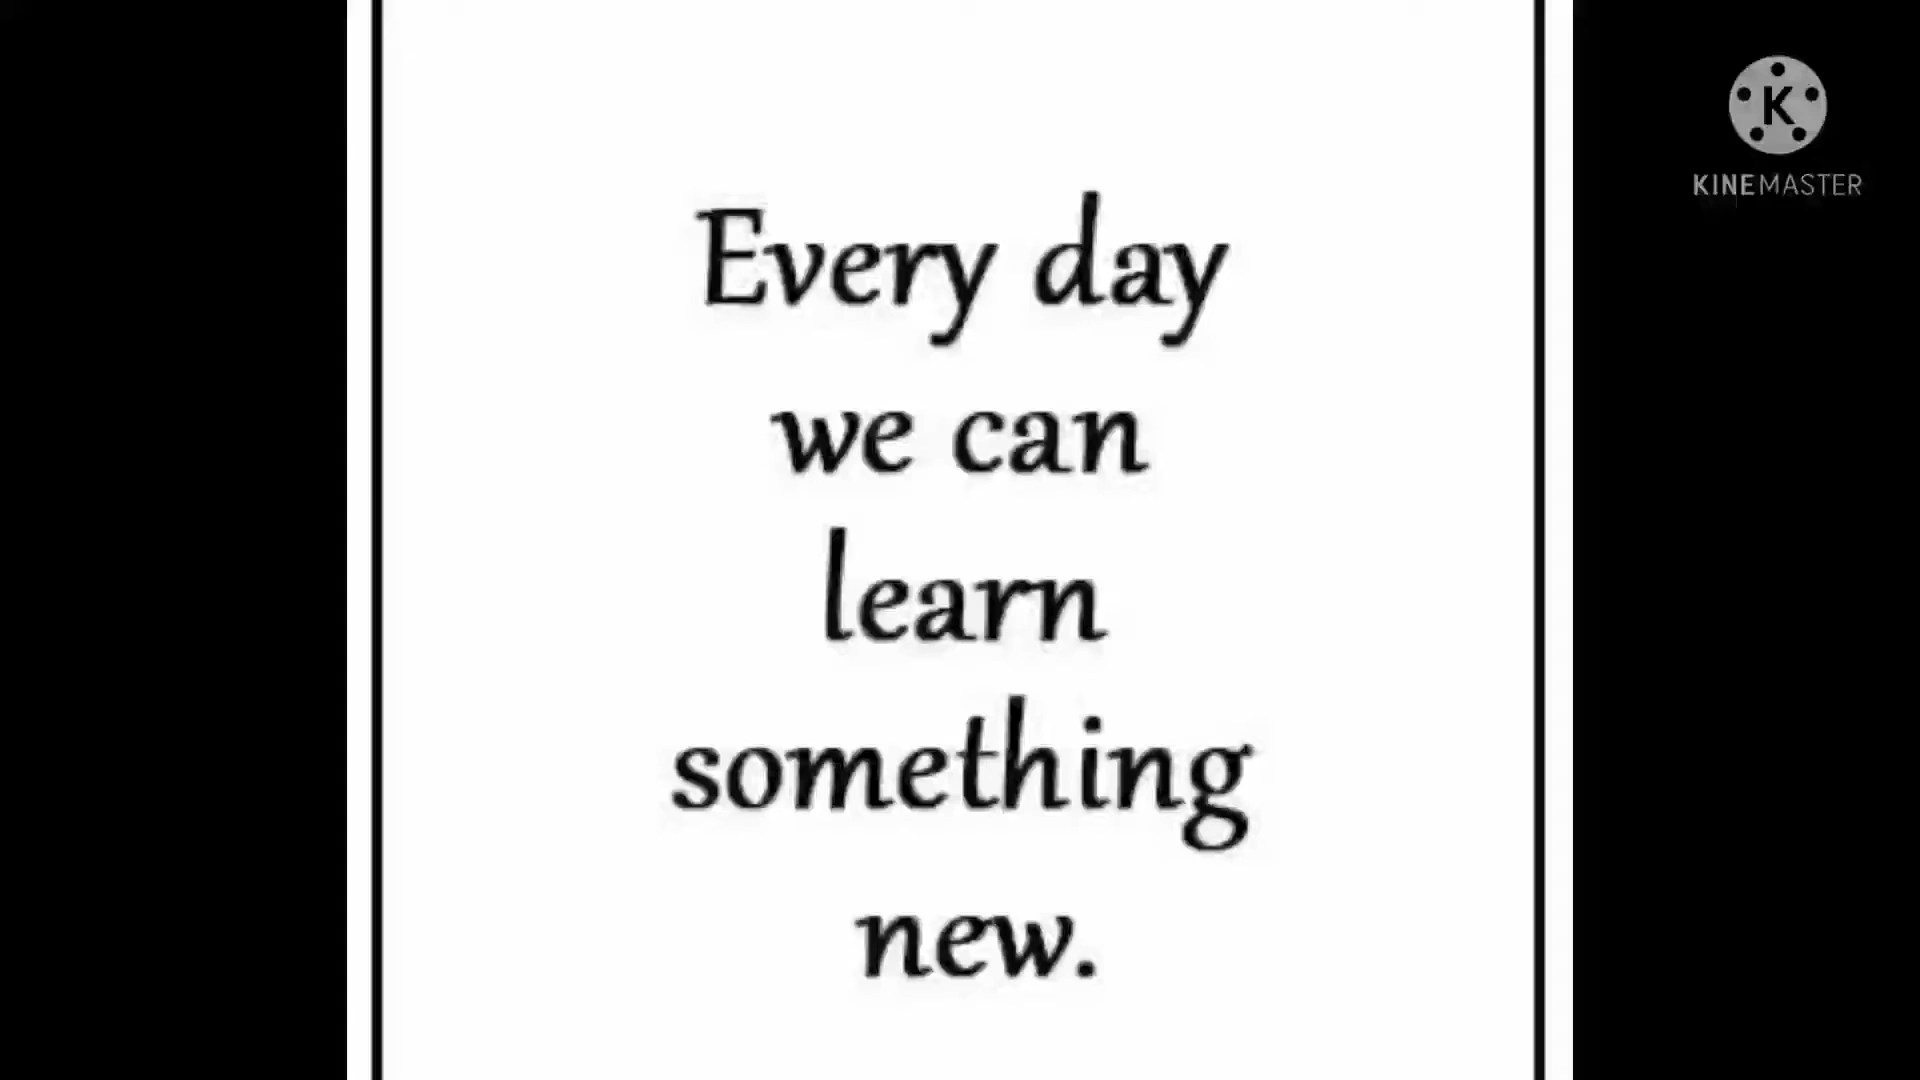 Every day
we can
learn
something
new.
K
KINEMASTER